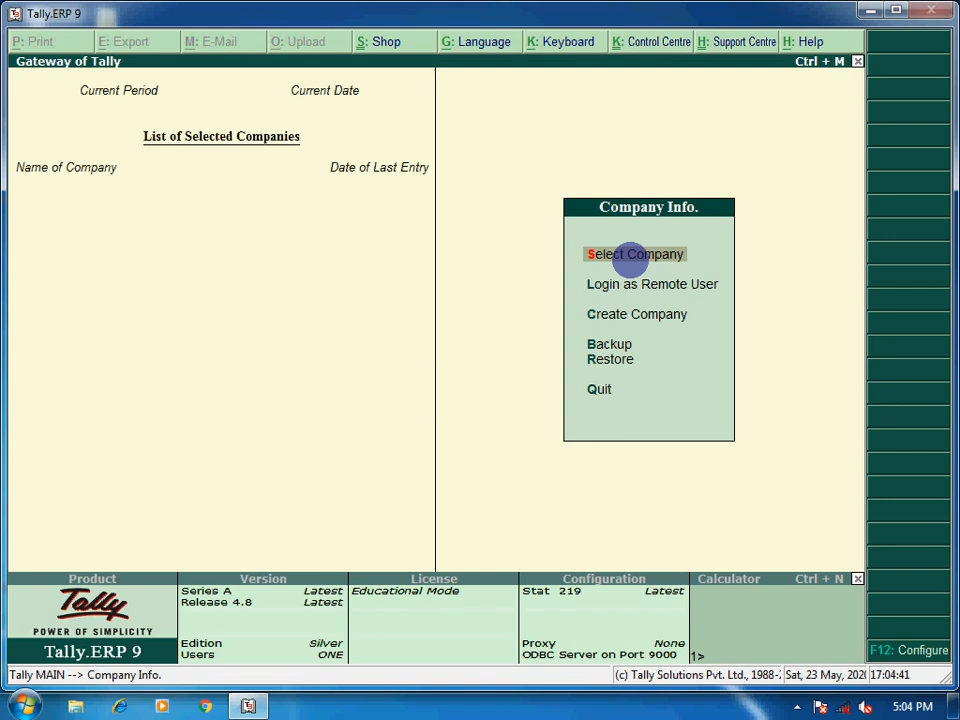 Tally.ERP 9
P: Print E: Export M: E-Mail O: Upload S: Shop G: Language K: Keyboard K: Control Centre H: Support Centre H: Help
Gateway of Tally Ctrl + M
Current Period Current Date
List of Selected Companies
Name of Company Date of Last Entry
Company Info.
Select Company
Login as Remote User
Create Company
Backup
Restore
Quit
Product Version License Configuration Calculator Ctrl + N
Tally
POWER OF SIMPLICITY
Tally.ERP 9
Series A Latest
Release 4.8 Latest
Edition Silver
Users ONE
Educational Mode
Stat 219 Latest
Proxy None
ODBC Server on Port 9000
1>
F12: Configure
Tally MAIN --> Company Info. (c) Tally Solutions Pvt. Ltd., 1988-2 Sat, 23 May, 2020 17:04:41
5:04 PM